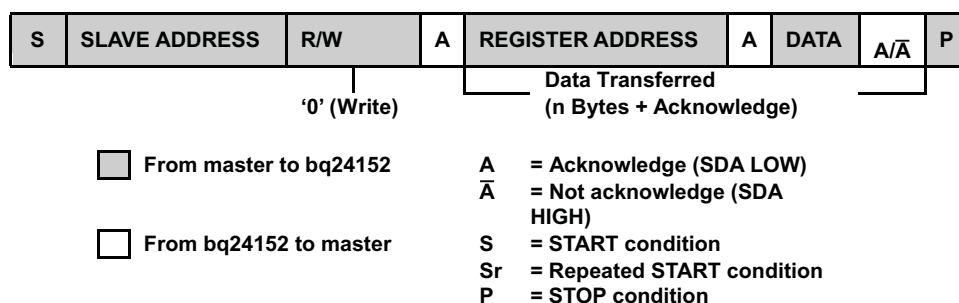 S SLAVE ADDRESS R/W A REGISTER ADDRESS A DATA A/A̅ P
‘0’ (Write)
Data Transferred
(n Bytes + Acknowledge)
From master to bq24152
From bq24152 to master
A = Acknowledge (SDA LOW)
A̅ = Not acknowledge (SDA
HIGH)
S = START condition
Sr = Repeated START condition
P = STOP condition